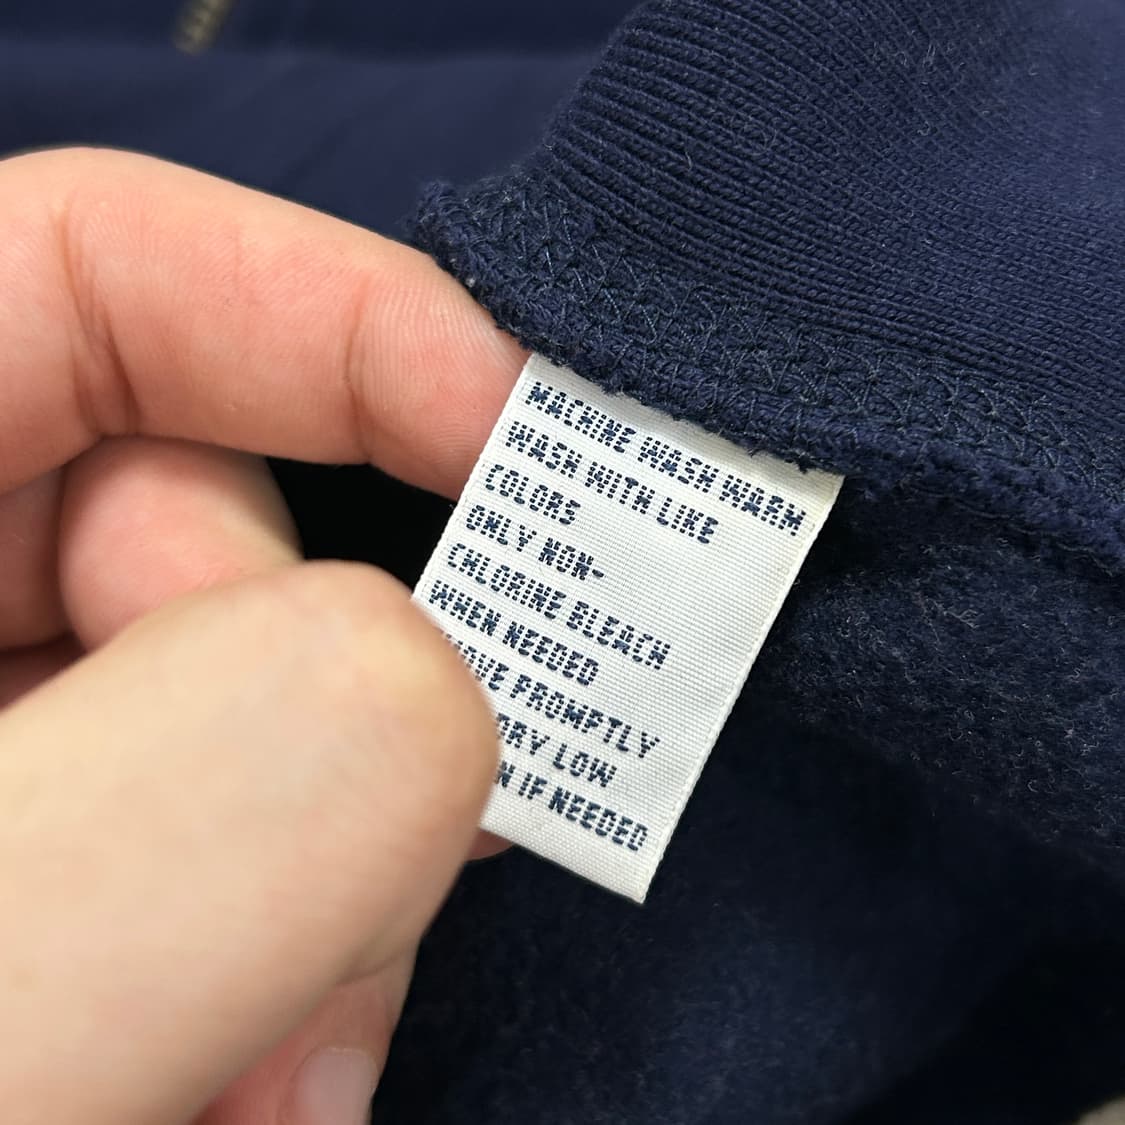 MACHINE WASH WARM
WASH WITH LIKE
COLORS
ONLY NON-
CHLORINE BLEACH
WHEN NEEDED
PROMPTLY
DRY LOW
IF NEEDED